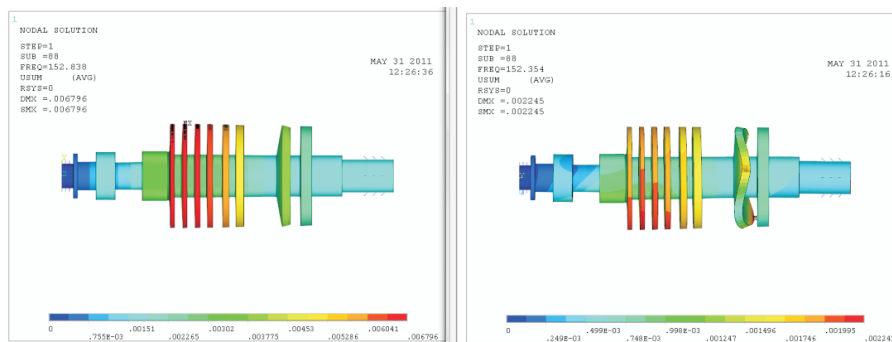 1
NODAL SOLUTION
STEP=1
SUB =88
FREQ=152.838
USUM (AVG)
RSYS=0
DMX =.006796
SMX =.006796
MAY 31 2011
12:26:36
0 .00151 .00302 .00453 .006041
.755E-03 .002265 .003775 .005286 .006796
1
NODAL SOLUTION
STEP=1
SUB =88
FREQ=152.354
USUM (AVG)
RSYS=0
DMX =.002245
SMX =.002245
MAY 31 2011
12:26:16
0 .499E-03 .998E-03 .001496 .001995
.249E-03 .748E-03 .001247 .001746